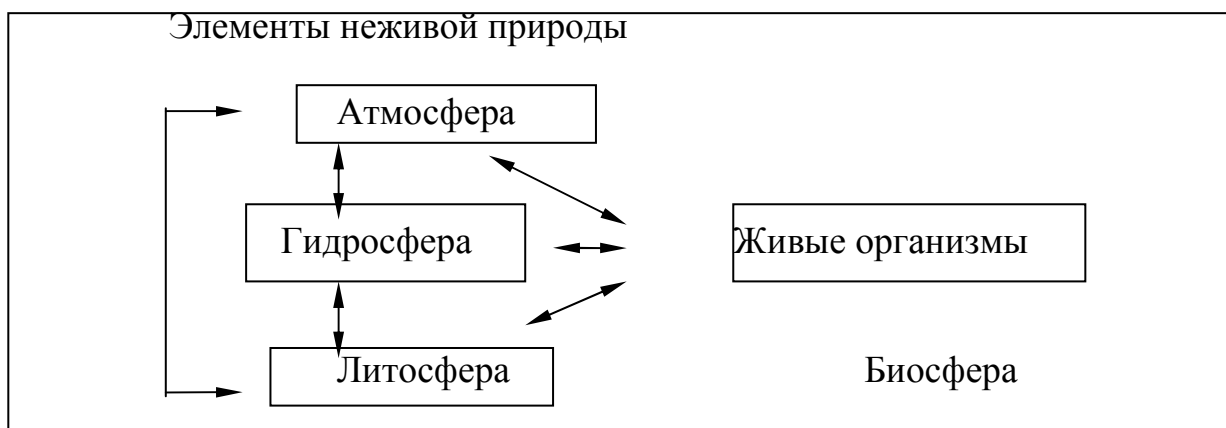 Элементы неживой природы
Атмосфера
Гидросфера
Живые организмы
Литосфера
Биосфера